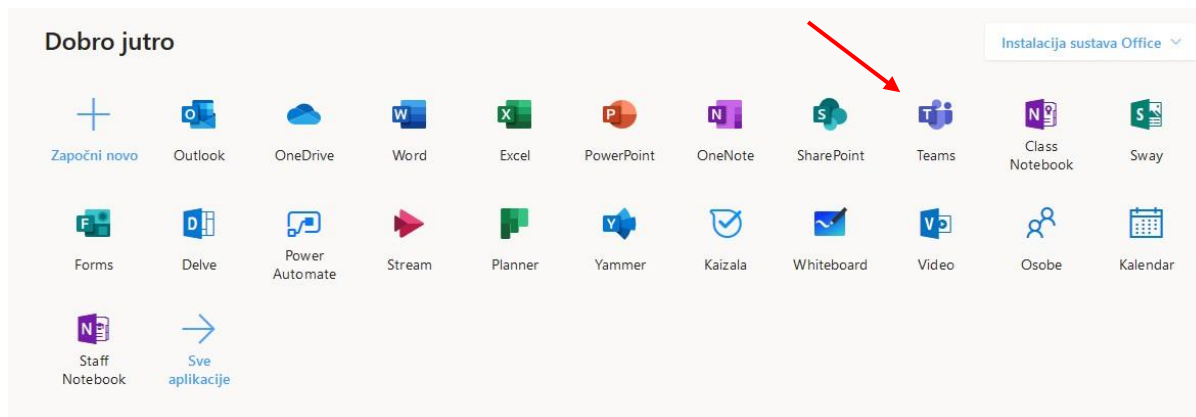 Dobro jutro
Instalacija sustava Office
Započni novo
Outlook
OneDrive
Word
Excel
PowerPoint
OneNote
SharePoint
Teams
Class
Notebook
Sway
Forms
Delve
Power
Automate
Stream
Planner
Yammer
Kaizala
Whiteboard
Video
Osobe
Kalendar
Staff
Notebook
Sve
aplikacije